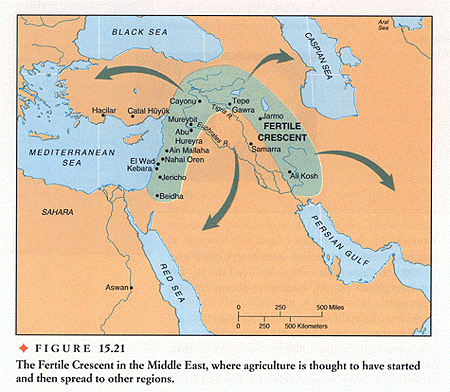 BLACK SEA
Aral
Sea
CASPIAN SEA
Cayonu
Tepe
Gawra
Hacilar
Catal Hüyük
Tigris R.
Jarmo
Mureybit
FERTILE
CRESCENT
Abu
Hureyra
Euphrates R.
MEDITERRANEAN
SEA
Ain Mallaha
Samarra
El Wad
Nahal Oren
Kebara
Ali Kosh
Jericho
SAHARA
Beidha
PERSIAN GULF
RED SEA
Aswan
0 250 500 Miles
0 250 500 Kilometers
FIGURE 15.21
The Fertile Crescent in the Middle East, where agriculture is thought to have started
and then spread to other regions.